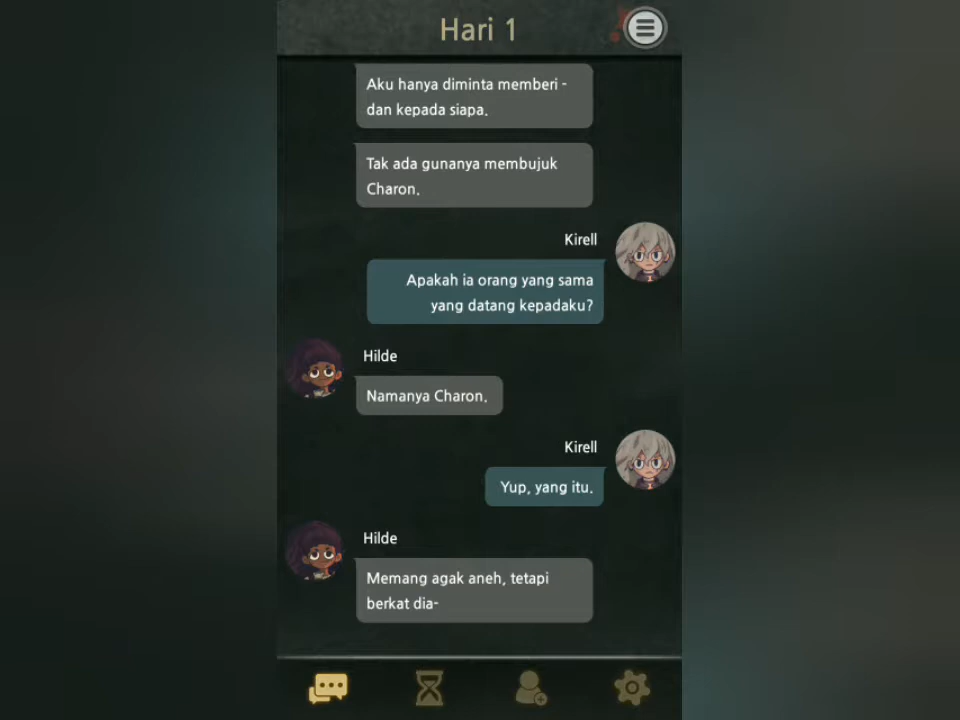 Hari 1
Aku hanya diminta memberi -
dan kepada siapa.
Tak ada gunanya membujuk
Charon.
Kirell
Apakah ia orang yang sama
yang datang kepadaku?
Hilde
Namanya Charon.
Kirell
Yup, yang itu.
Hilde
Memang agak aneh, tetapi
berkat dia-